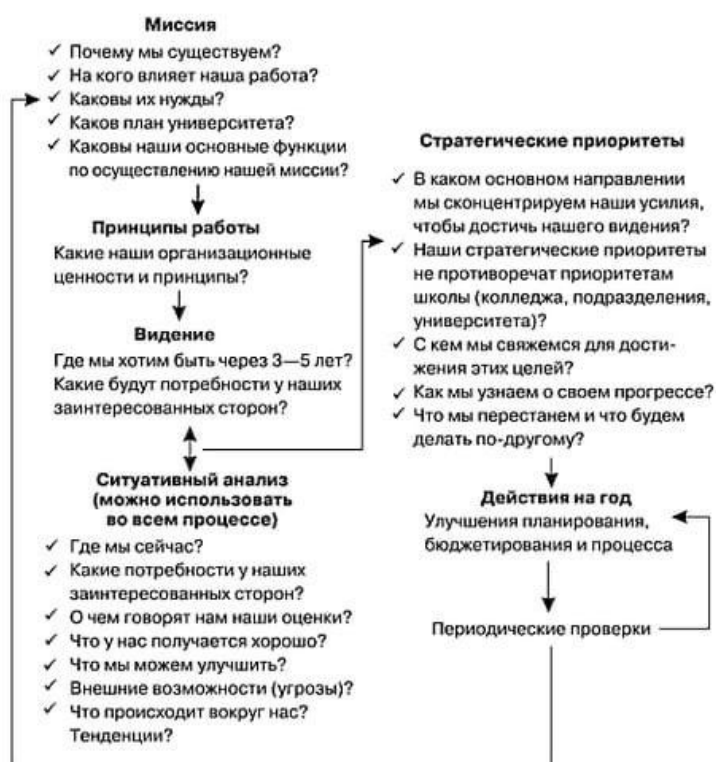 Миссия
✓ Почему мы существуем?
✓ На кого влияет наша работа?
✓ Каковы их нужды?
✓ Каков план университета?
✓ Каковы наши основные функции
по осуществлению нашей миссии?
Принципы работы
Какие наши организационные
ценности и принципы?
Видение
Где мы хотим быть через 3—5 лет?
Какие будут потребности у наших
заинтересованных сторон?
Ситуативный анализ
(можно использовать
во всем процессе)
✓ Где мы сейчас?
✓ Какие потребности у наших
заинтересованных сторон?
✓ О чем говорят нам наши оценки?
✓ Что у нас получается хорошо?
✓ Что мы можем улучшить?
✓ Внешние возможности (угрозы)?
✓ Что происходит вокруг нас?
Тенденции?
Стратегические приоритеты
✓ В каком основном направлении
мы сконцентрируем наши усилия,
чтобы достичь нашего видения?
✓ Наши стратегические приоритеты
не противоречат приоритетам
школы (колледжа, подразделения,
университета)?
✓ С кем мы свяжемся для дости-
жения этих целей?
✓ Как мы узнаем о своем прогрессе?
✓ Что мы перестанем и что будем
делать по-другому?
Действия на год
Улучшения планирования,
бюджетирования и процесса
Периодические проверки